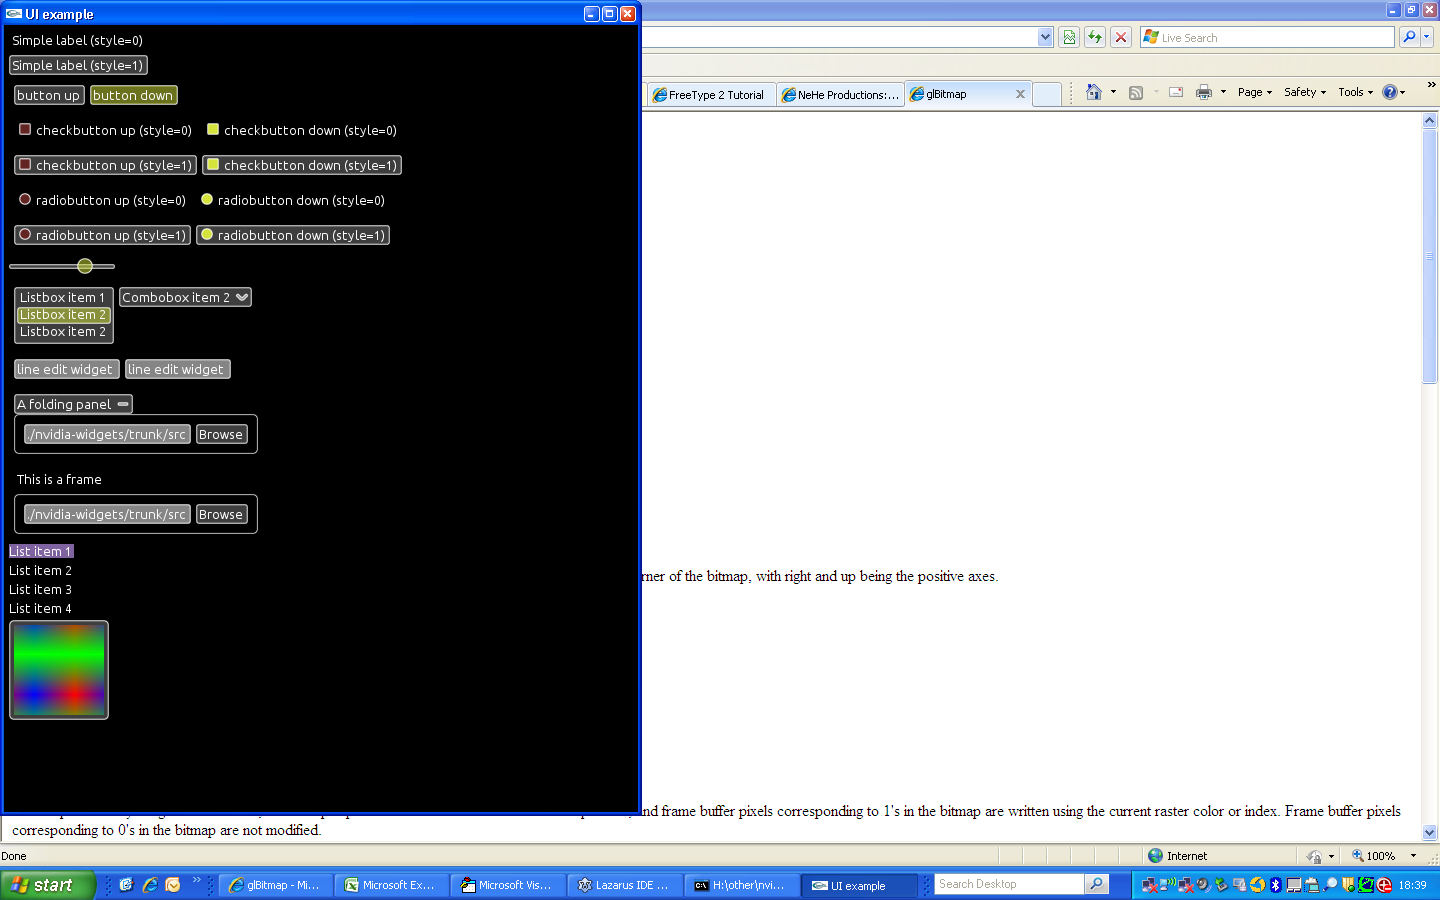 UI example
Simple label (style=0)
Simple label (style=1)
button up button down
checkbutton up (style=0) checkbutton down (style=0)
checkbutton up (style=1) checkbutton down (style=1)
radiobutton up (style=0) radiobutton down (style=0)
radiobutton up (style=1) radiobutton down (style=1)
Listbox item 1 Combobox item 2
Listbox item 2
Listbox item 2
line edit widget line edit widget
A folding panel
./nvidia-widgets/trunk/src Browse
This is a frame
./nvidia-widgets/trunk/src Browse
List item 1
List item 2
List item 3
List item 4
Live Search
FreeType 2 Tutorial NeHe Productions:... glBitmap Page Safety Tools
rner of the bitmap, with right and up being the positive axes.
nd frame buffer pixels corresponding to 1's in the bitmap are written using the current raster color or index. Frame buffer pixels
corresponding to 0's in the bitmap are not modified.
Done Internet 100%
start glBitmap - Mi... Microsoft Ex... Microsoft Vis... Lazarus IDE ... H:\other\nvi... UI example Search Desktop 18:39